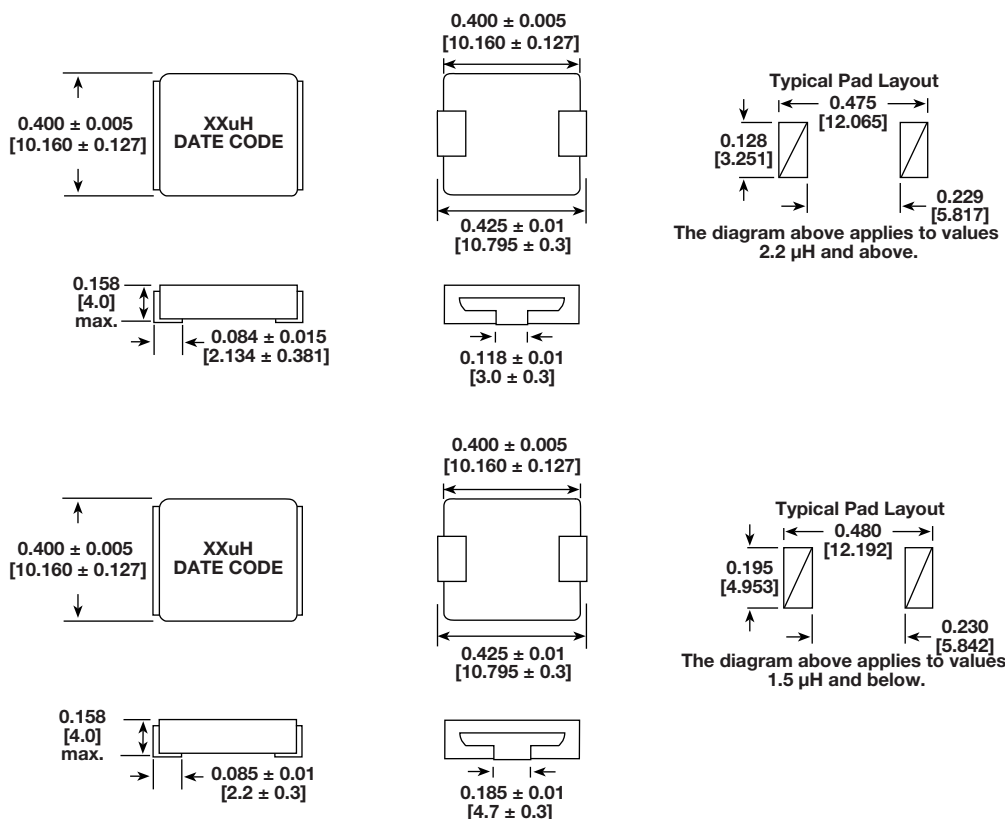 0.400 ± 0.005
[10.160 ± 0.127]
XXuH
DATE CODE
0.400 ± 0.005
[10.160 ± 0.127]
0.425 ± 0.01
[10.795 ± 0.3]
Typical Pad Layout
0.475
[12.065]
0.128
[3.251]
0.229
[5.817]
The diagram above applies to values
2.2 µH and above.
0.158
[4.0]
max.
0.084 ± 0.015
[2.134 ± 0.381]
0.118 ± 0.01
[3.0 ± 0.3]
0.400 ± 0.005
[10.160 ± 0.127]
XXuH
DATE CODE
0.400 ± 0.005
[10.160 ± 0.127]
0.425 ± 0.01
[10.795 ± 0.3]
Typical Pad Layout
0.480
[12.192]
0.195
[4.953]
0.230
[5.842]
The diagram above applies to values
1.5 µH and below.
0.158
[4.0]
max.
0.085 ± 0.01
[2.2 ± 0.3]
0.185 ± 0.01
[4.7 ± 0.3]